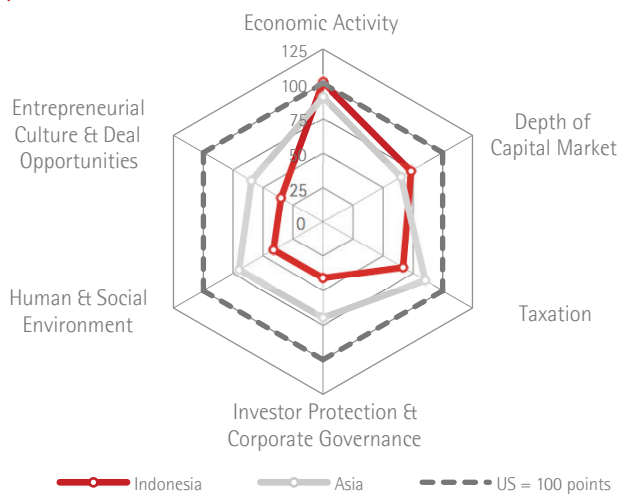 Economic Activity
125
100
75
50
25
0
Entrepreneurial
Culture & Deal
Opportunities
Depth of
Capital Market
Human & Social
Environment
Taxation
Investor Protection &
Corporate Governance
Indonesia
Asia
US = 100 points